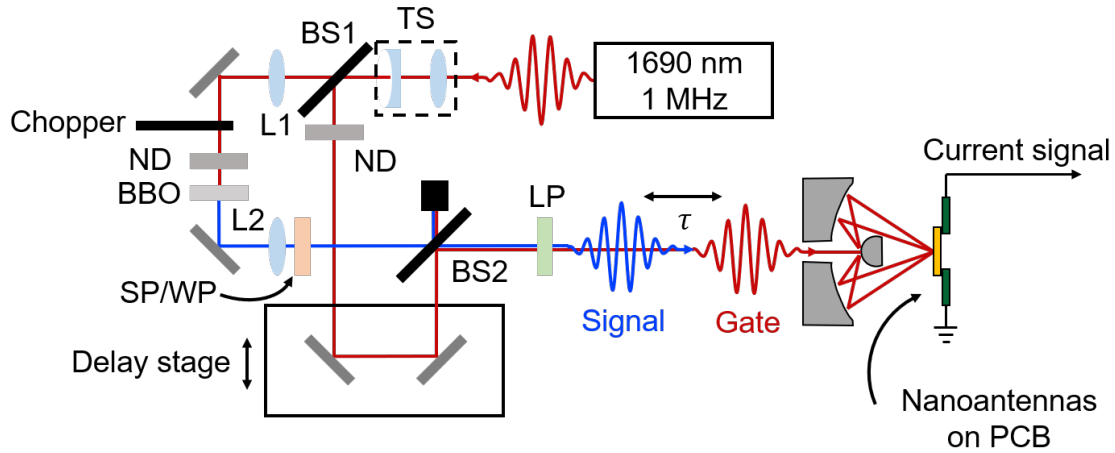 TS
BS1
1690 nm
1 MHz
Chopper
L1
ND
ND
BBO
L2
LP
τ
Current signal
BS2
SP/WP
Signal
Gate
Delay stage
Nanoantennas
on PCB